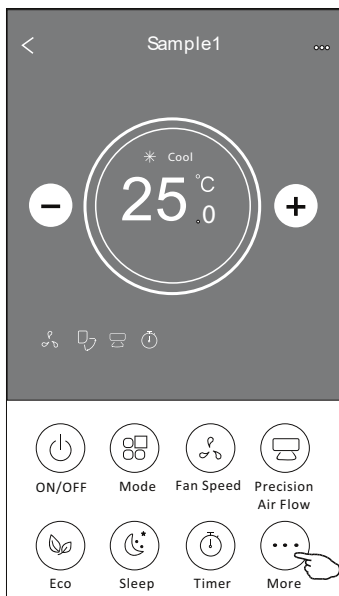 Sample1
Cool
25.0 °C
ON/OFF
Mode
Fan Speed
Precision
Air Flow
Eco
Sleep
Timer
More